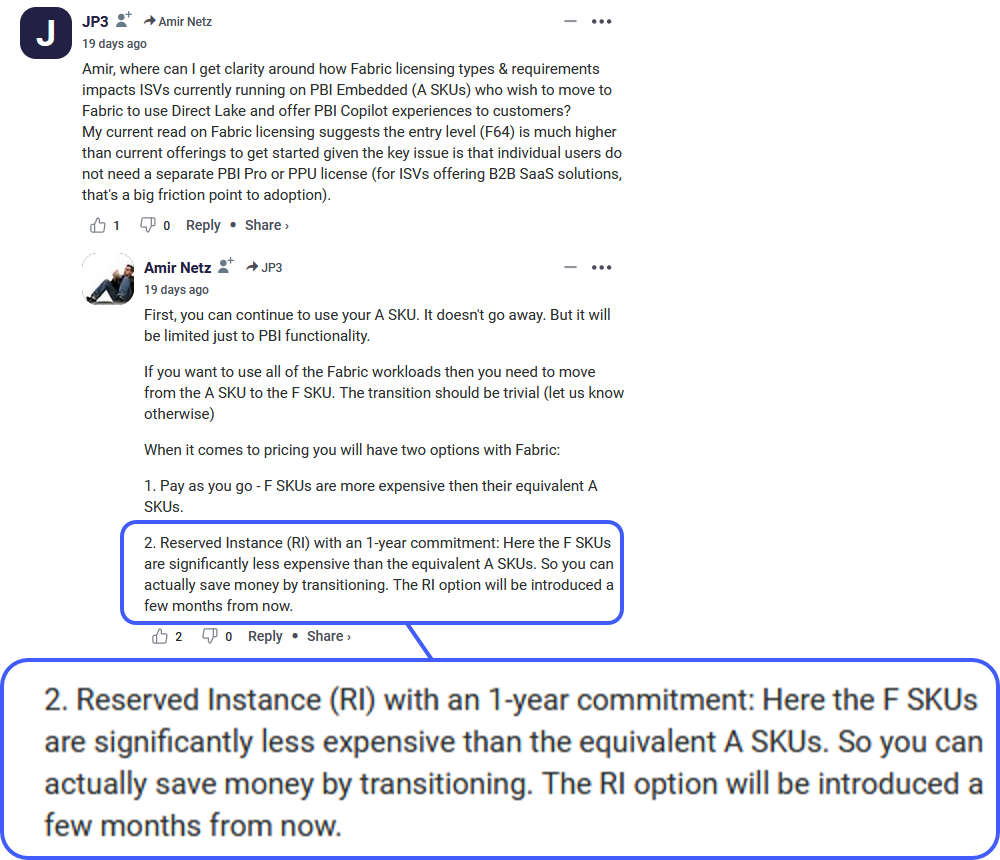 J
JP3 Amir Netz
19 days ago
Amir, where can I get clarity around how Fabric licensing types & requirements
impacts ISVs currently running on PBI Embedded (A SKUs) who wish to move to
Fabric to use Direct Lake and offer PBI Copilot experiences to customers?
My current read on Fabric licensing suggests the entry level (F64) is much higher
than current offerings to get started given the key issue is that individual users do
not need a separate PBI Pro or PPU license (for ISVs offering B2B SaaS solutions,
that's a big friction point to adoption).
1 0 Reply • Share ›
Amir Netz JP3
19 days ago
First, you can continue to use your A SKU. It doesn't go away. But it will
be limited just to PBI functionality.
If you want to use all of the Fabric workloads then you need to move
from the A SKU to the F SKU. The transition should be trivial (let us know
otherwise)
When it comes to pricing you will have two options with Fabric:
1. Pay as you go - F SKUs are more expensive then their equivalent A
SKUs.
2. Reserved Instance (RI) with an 1-year commitment: Here the F SKUs
are significantly less expensive than the equivalent A SKUs. So you can
actually save money by transitioning. The RI option will be introduced a
few months from now.
2 0 Reply • Share ›
2. Reserved Instance (RI) with an 1-year commitment: Here the F SKUs
are significantly less expensive than the equivalent A SKUs. So you can
actually save money by transitioning. The RI option will be introduced a
few months from now.